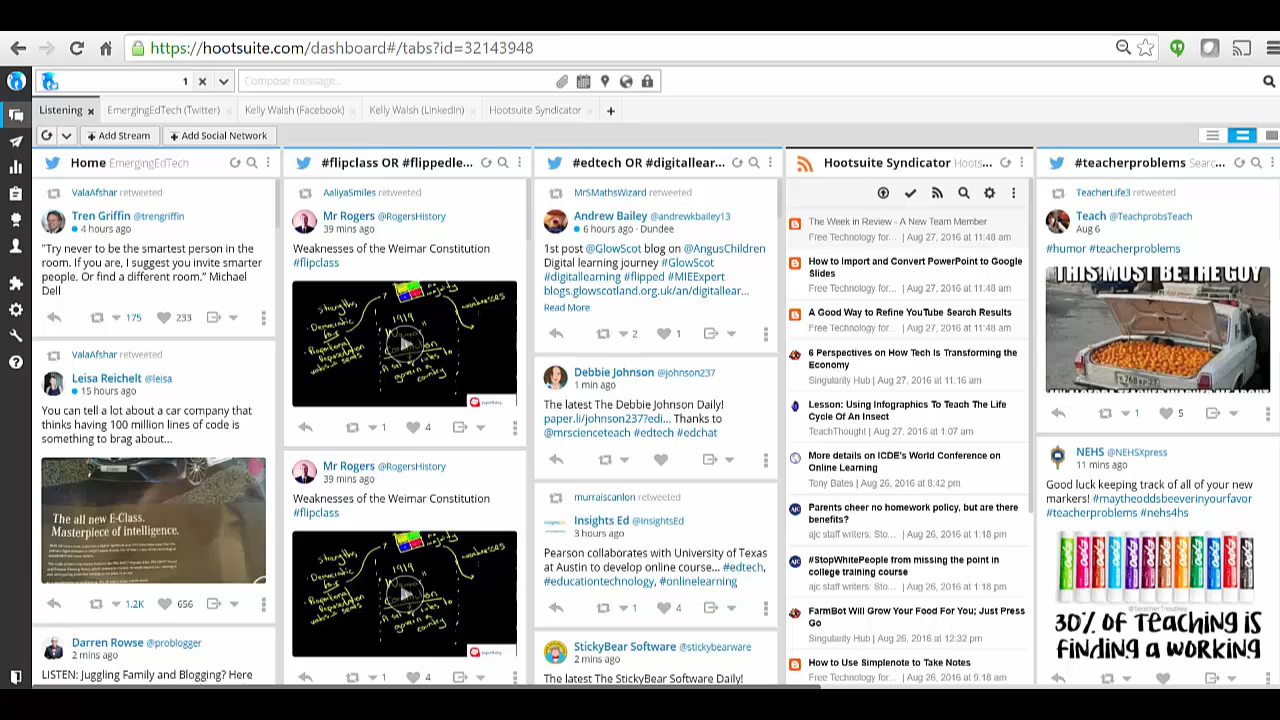 https://hootsuite.com/dashboard#/tabs?id=32143948
1
Compose message...
Listening
EmergingEdTech (Twitter)
Kelly Walsh (Facebook)
Kelly Walsh (LinkedIn)
Hootsuite Syndicator
Add Stream
Add Social Network
Home EmergingEdTech
ValaAfshar retweeted
Tren Griffin @trengriffin
4 hours ago
"Try never to be the smartest person in the
room. If you are, I suggest you invite smarter
people. Or find a different room." Michael
Dell
175
233
ValaAfshar retweeted
Leisa Reichelt @leisa
15 hours ago
You can tell a lot about a car company that
thinks having 100 million lines of code is
something to brag about...
The all new E-Class.
Masterpiece of intelligence.
1.2K
656
Darren Rowse @problogger
2 mins ago
LISTEN: Juggling Family and Blogging? Here
#flipclass OR #flippedle...
AaliyaSmiles retweeted
Mr Rogers @RogersHistory
39 mins ago
Weaknesses of the Weimar Constitution
#flipclass
strengths
weaknesses
1919
country
1
4
Mr Rogers @RogersHistory
39 mins ago
Weaknesses of the Weimar Constitution
#flipclass
strengths
weaknesses
1919
country
1
4
#edtech OR #digitallear...
MrSMathsWizard retweeted
Andrew Bailey @andrewkbailey13
6 hours ago · Dundee
1st post @GlowScot blog on @AngusChildren
Digital learning journey #GlowScot
#digitallearning #flipped #MIEExpert
blogs.glowscotland.org.uk/an/digitallear...
Read More
2
1
Debbie Johnson @johnson237
1 min ago
The latest The Debbie Johnson Daily!
paper.li/johnson237?edi... Thanks to
@mrscienceteach #edtech #edchat
murraiscanlon retweeted
Insights Ed @InsightsEd
3 hours ago
Pearson collaborates with University of Texas
at Austin to develop online course... #edtech,
#educationtechnology, #onlinelearning
1
4
StickyBear Software @stickybearware
2 mins ago
The latest The StickyBear Software Daily!
Hootsuite Syndicator Hoots...
The Week in Review - A New Team Member
Free Technology for... | Aug 27, 2016 at 11:48 am
How to Import and Convert PowerPoint to Google
Slides
Free Technology for... | Aug 27, 2016 at 11:48 am
A Good Way to Refine YouTube Search Results
Free Technology for... | Aug 27, 2016 at 11:48 am
6 Perspectives on How Tech Is Transforming the
Economy
Singularity Hub | Aug 27, 2016 at 11:16 am
Lesson: Using Infographics To Teach The Life
Cycle Of An Insect
TeachThought | Aug 27, 2016 at 1:07 am
More details on ICDE's World Conference on
Online Learning
Tony Bates | Aug 26, 2016 at 8:42 pm
Parents cheer no homework policy, but are there
benefits?
ajc staff writers. Sto... | Aug 26, 2016 at 1:18 pm
#StopWhitePeople from missing the point in
college training course
ajc staff writers. Sto... | Aug 26, 2016 at 1:18 pm
FarmBot Will Grow Your Food For You; Just Press
Go
Singularity Hub | Aug 26, 2016 at 12:32 pm
How to Use Simplenote to Take Notes
Free Technology for... | Aug 26, 2016 at 9:18 am
#teacherproblems Searc...
TeacherLife3 retweeted
Teach @TeachprobsTeach
Aug 6
#humor #teacherproblems
THIS MUST BE THE GUY
1
5
NEHS @NEHSXpress
11 mins ago
Good luck keeping track of all of your new
markers! #maytheoddsbeeverinyourfavor
#teacherproblems #nehs4hs
30% OF TEACHING iS
FiNDiNG A WORKiNG